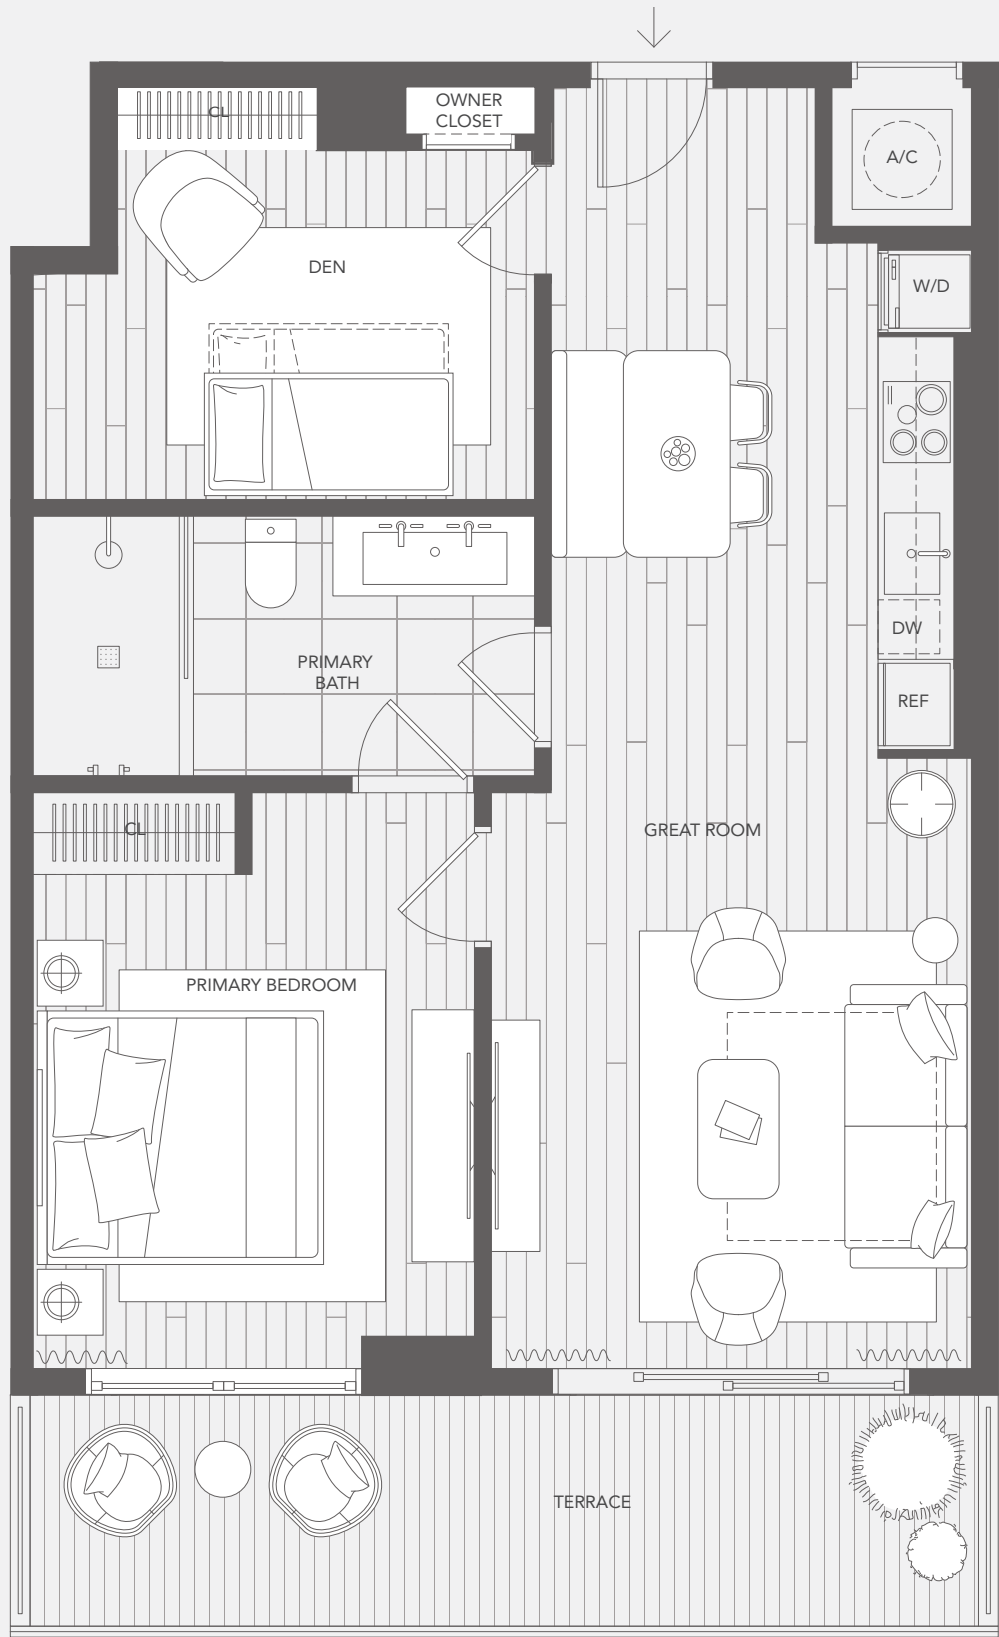 CL
OWNER
CLOSET
A/C
DEN
W/D
DW
PRIMARY
BATH
REF
CL
GREAT ROOM
PRIMARY BEDROOM
TERRACE